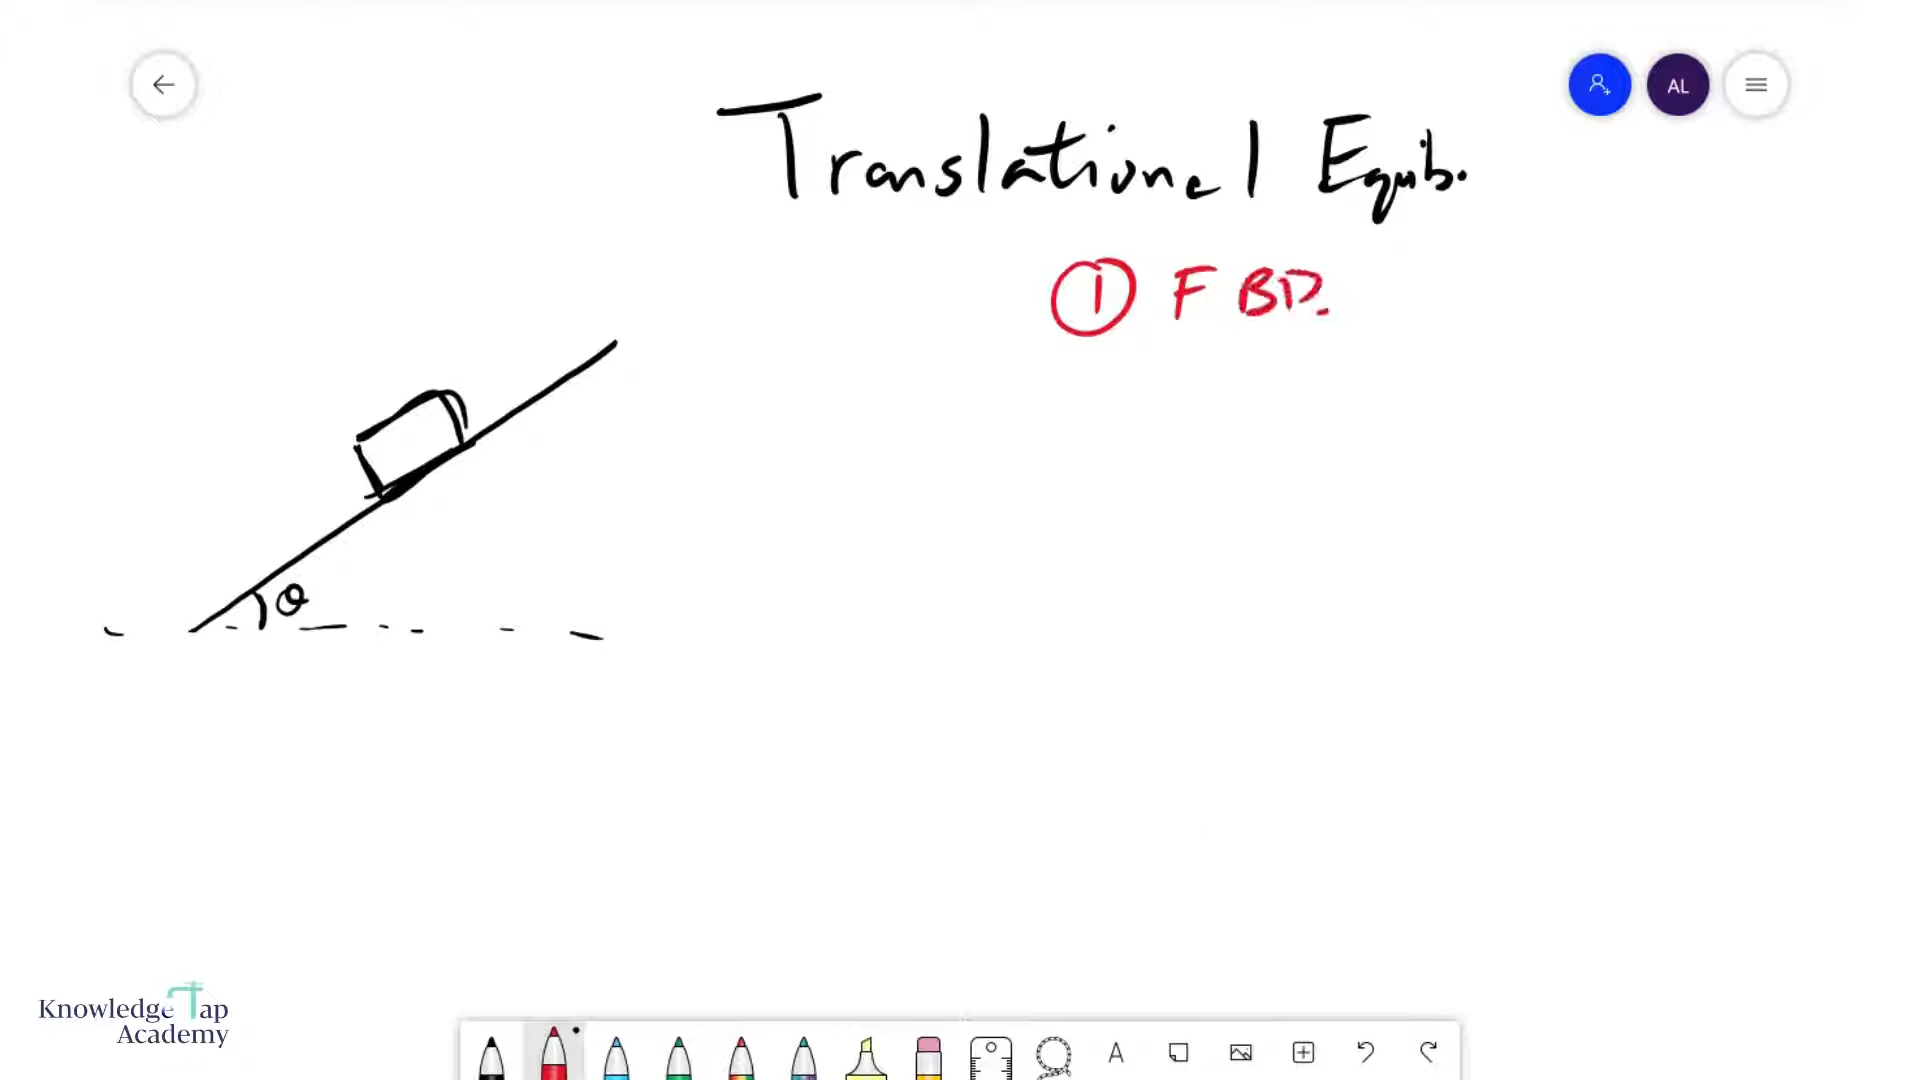 AL
Translational Equib.
① FBD.
θ
Knowledge Tap
Academy
A